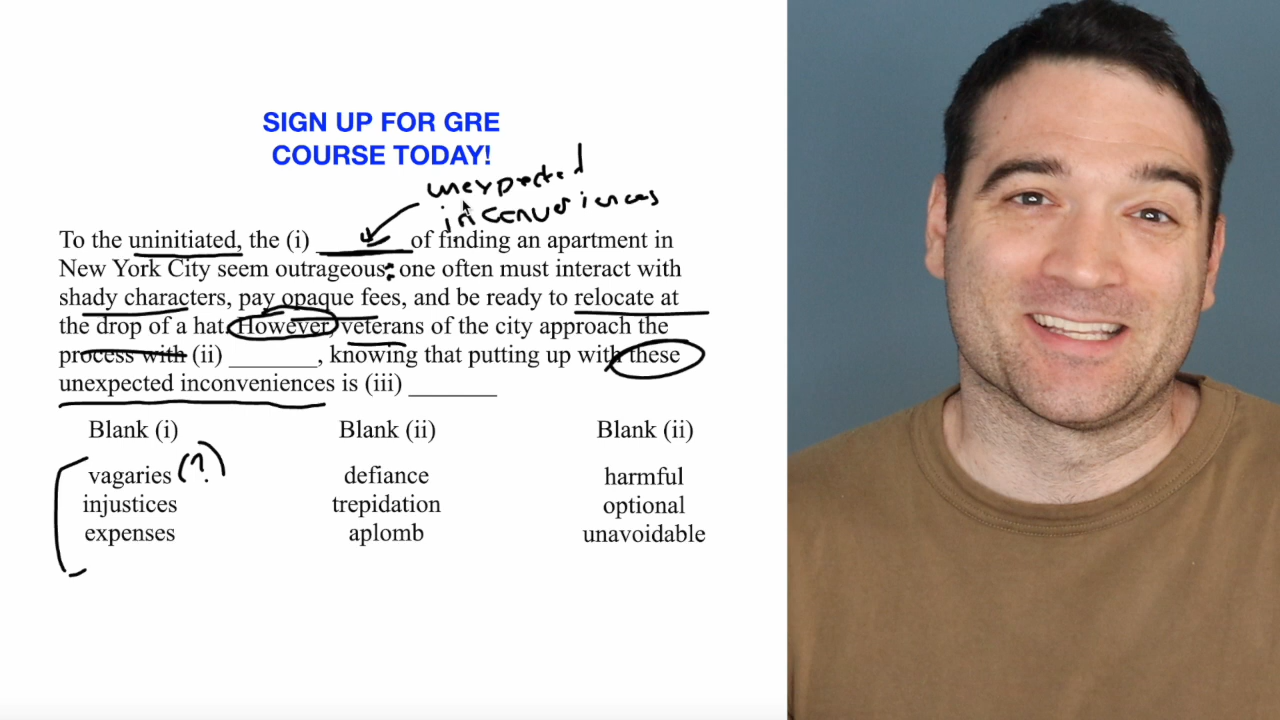 SIGN UP FOR GRE
COURSE TODAY!
unexpected
inconveniences
To the uninitiated, the (i) ________ of finding an apartment in
New York City seem outrageous: one often must interact with
shady characters, pay opaque fees, and be ready to relocate at
the drop of a hat. However, veterans of the city approach the
process with (ii) _______, knowing that putting up with these
unexpected inconveniences is (iii) _______
Blank (i) Blank (ii) Blank (ii)
vagaries (?) defiance harmful
injustices trepidation optional
expenses aplomb unavoidable